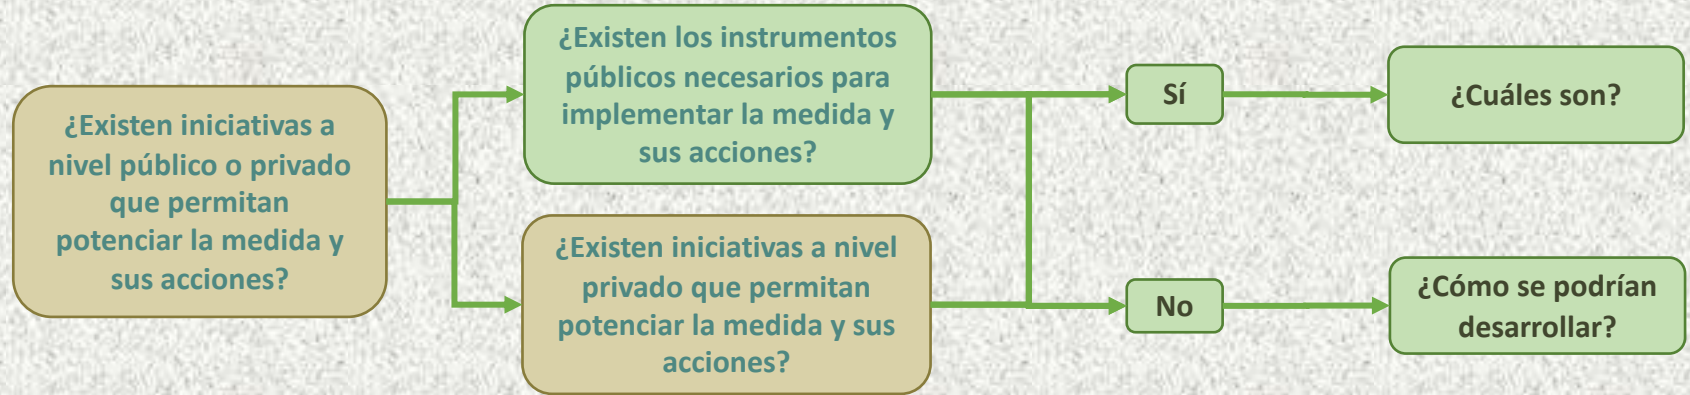 ¿Existen iniciativas a
nivel público o privado
que permitan
potenciar la medida y
sus acciones?
¿Existen los instrumentos
públicos necesarios para
implementar la medida y
sus acciones?
¿Existen iniciativas a nivel
privado que permitan
potenciar la medida y sus
acciones?
Sí
¿Cuáles son?
No
¿Cómo se podrían
desarrollar?